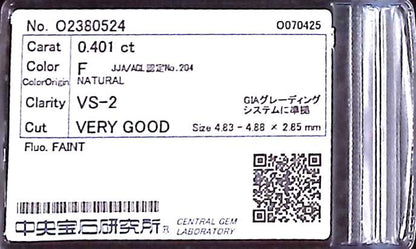 No. O2380524 O070425
Carat 0.401 ct
Color F JJA/AGL認定No.204
ColorOrigin NATURAL
Clarity VS-2 GIAグレーディング
システムに準拠
Cut VERY GOOD Size 4.83 - 4.88 × 2.85 mm
Fluo. FAINT
中央宝石研究所® CENTRAL GEM
LABORATORY